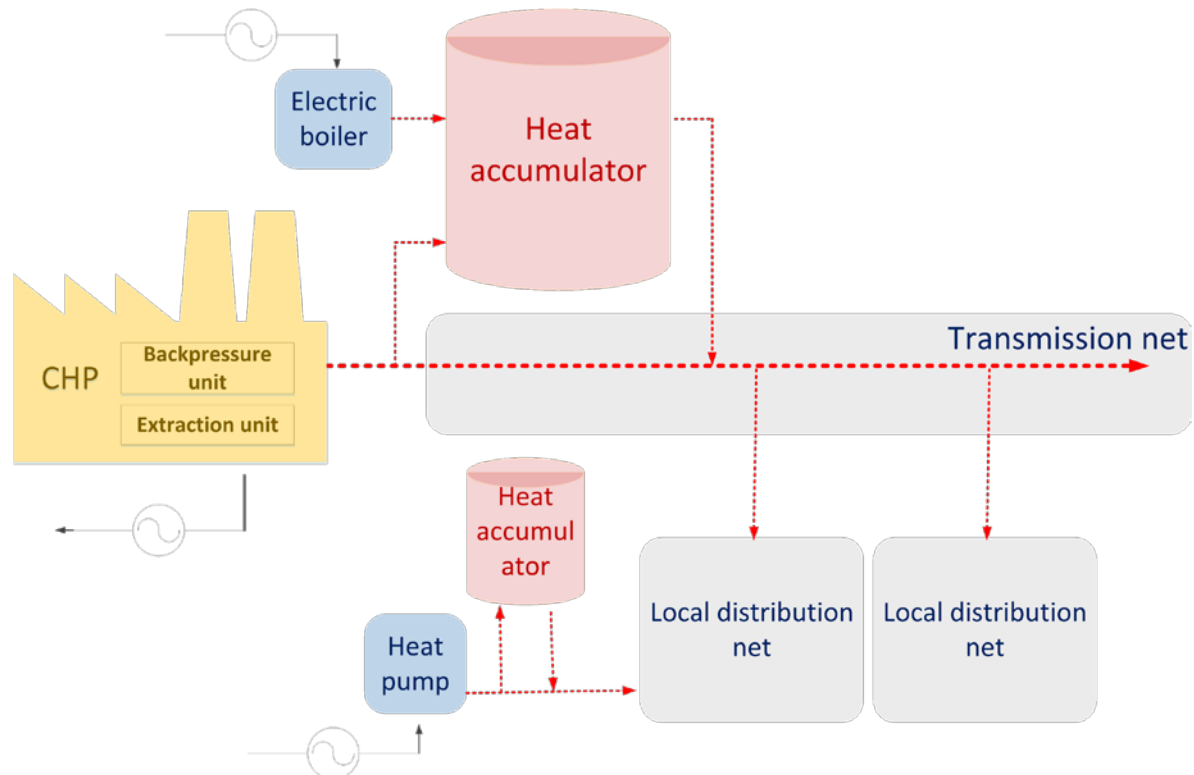 Electric
boiler
Heat
accumulator
Transmission net
CHP
Backpressure
unit
Extraction unit
Heat
accumul
ator
Local distribution
net
Local distribution
net
Heat
pump